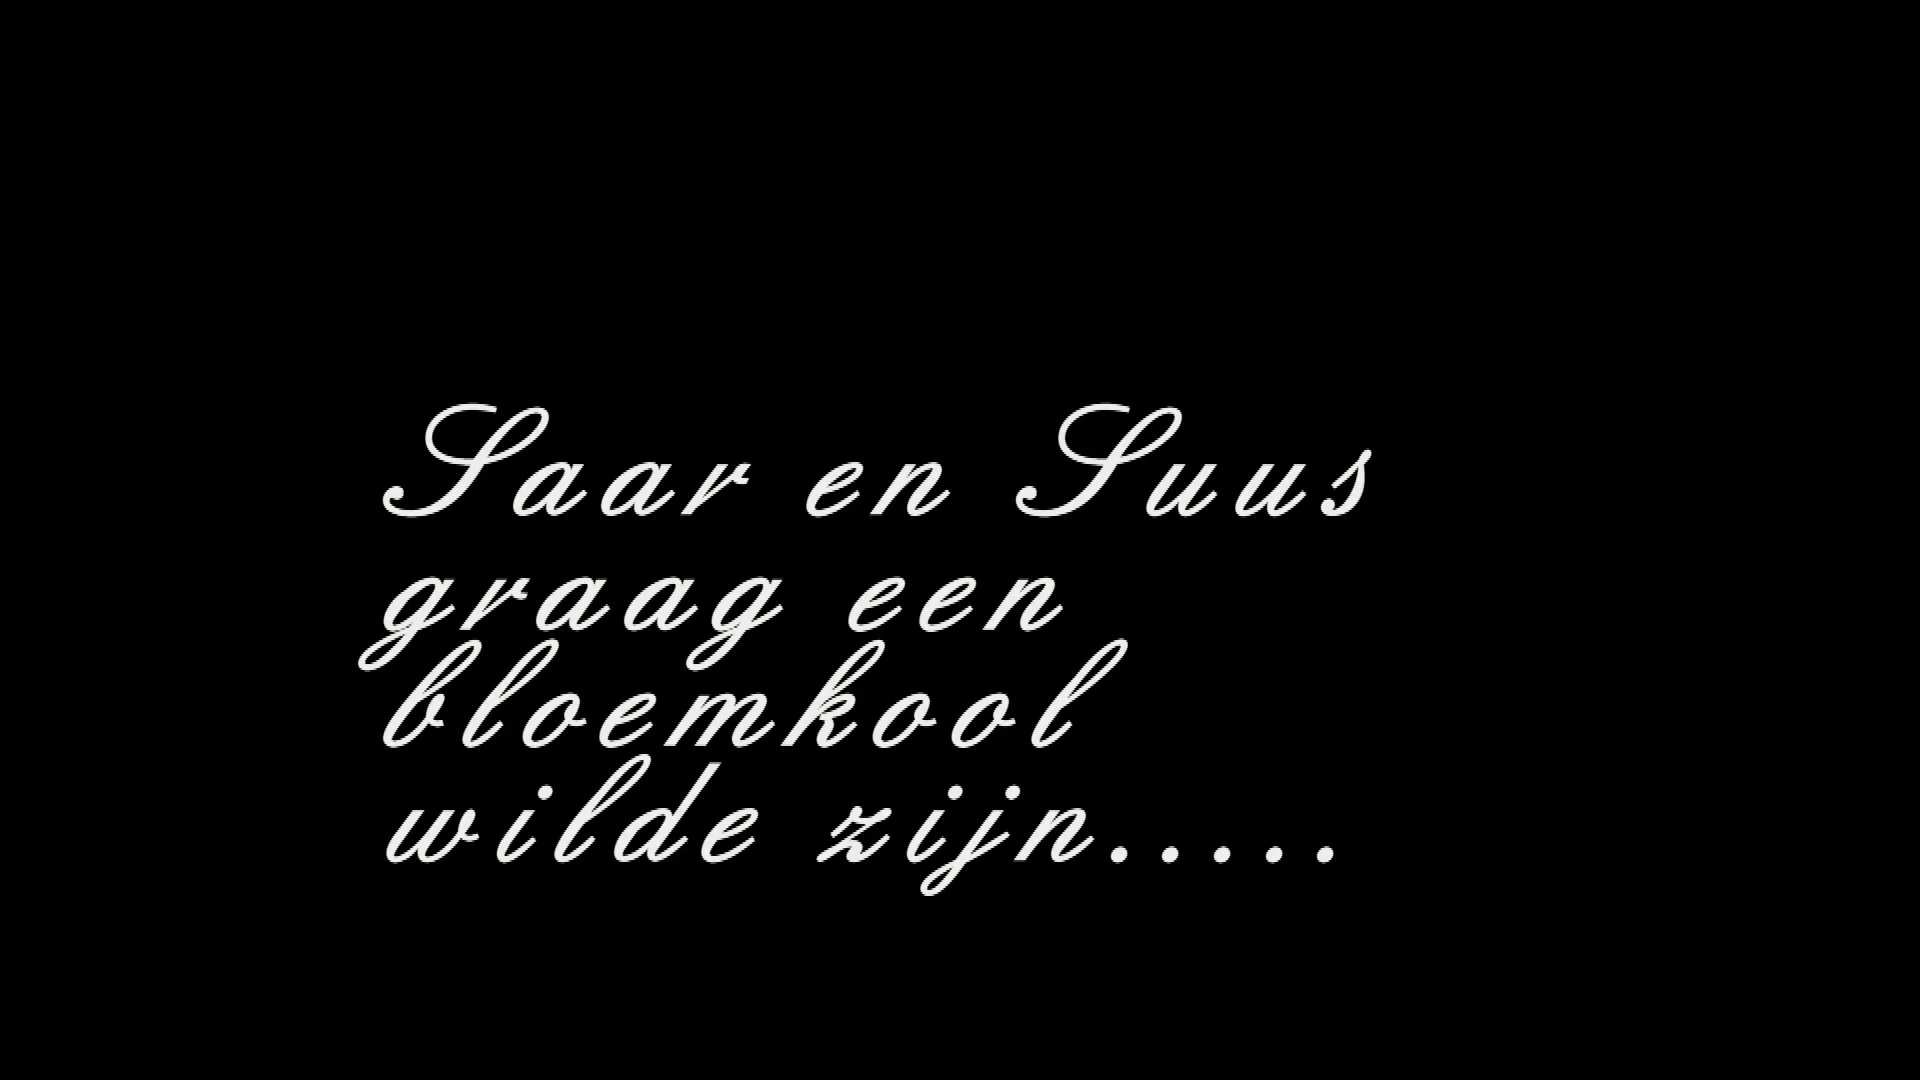 Saar en Suus
graag een
bloemkool
wilde zijn.....